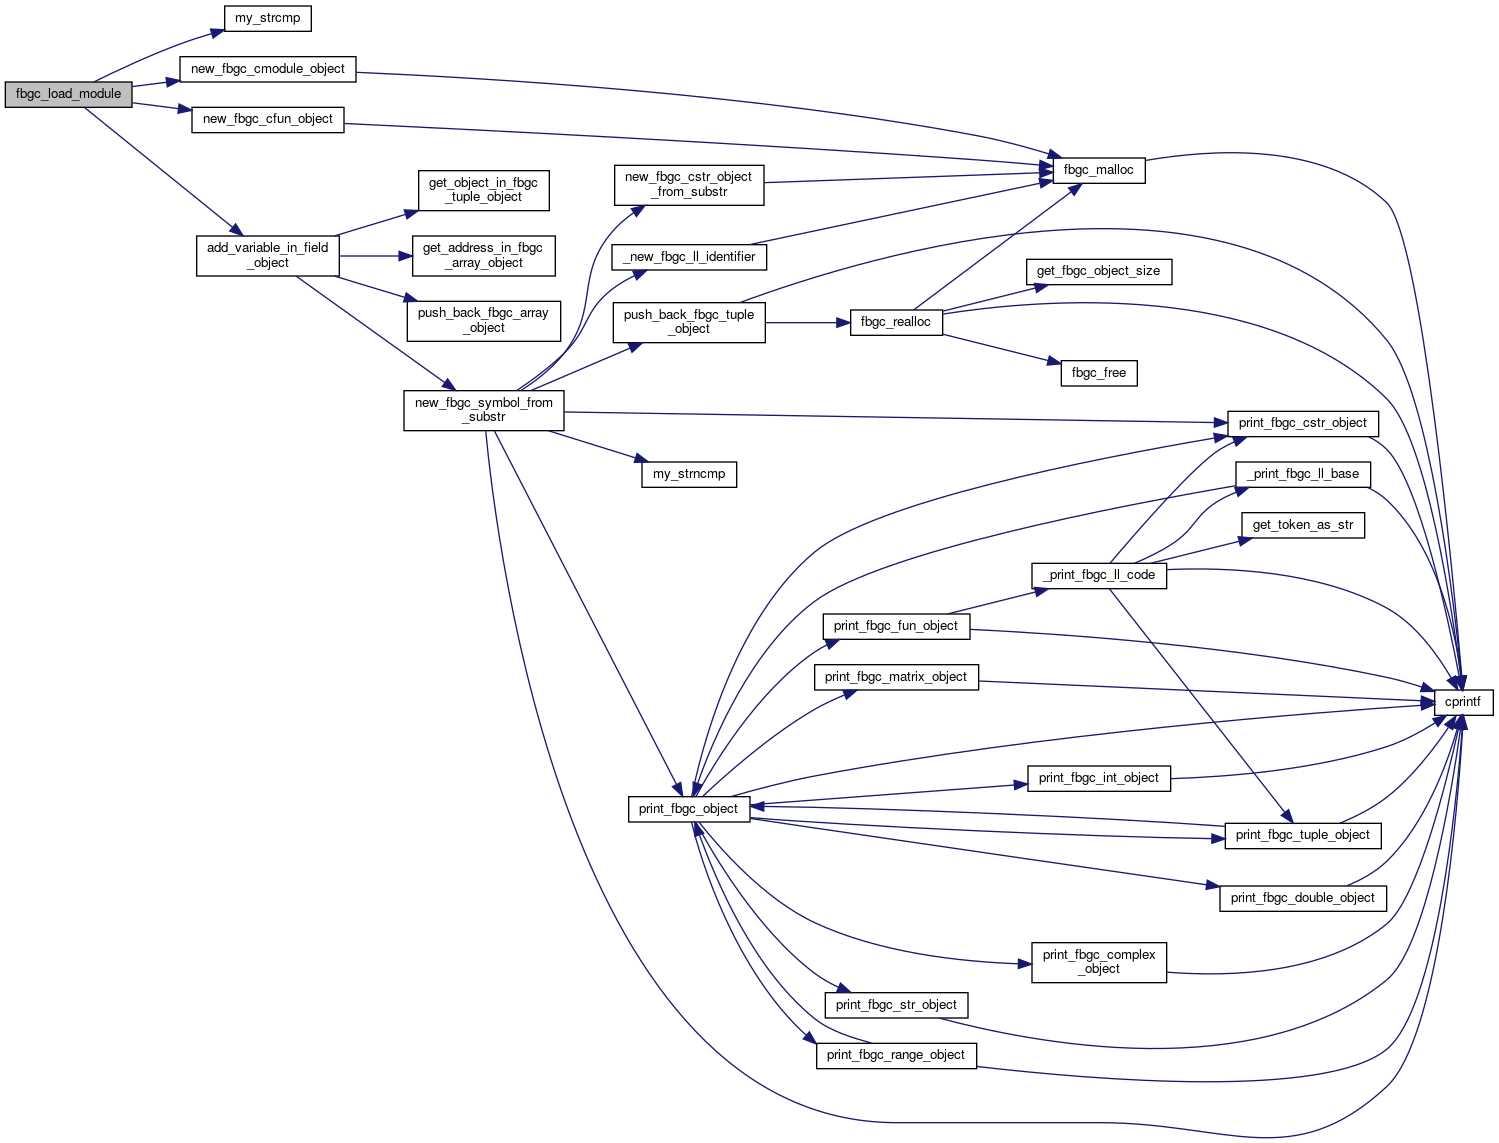 my_strcmp
new_fbgc_cmodule_object
fbgc_load_module
new_fbgc_cfun_object
fbgc_malloc
get_object_in_fbgc
_tuple_object
new_fbgc_cstr_object
_from_substr
add_variable_in_field
_object
get_address_in_fbgc
_array_object
_new_fbgc_ll_identifier
get_fbgc_object_size
push_back_fbgc_array
_object
push_back_fbgc_tuple
_object
fbgc_realloc
fbgc_free
new_fbgc_symbol_from
_substr
print_fbgc_cstr_object
my_strncmp
_print_fbgc_ll_base
get_token_as_str
_print_fbgc_ll_code
print_fbgc_fun_object
print_fbgc_matrix_object
cprintf
print_fbgc_int_object
print_fbgc_object
print_fbgc_tuple_object
print_fbgc_double_object
print_fbgc_complex
_object
print_fbgc_str_object
print_fbgc_range_object